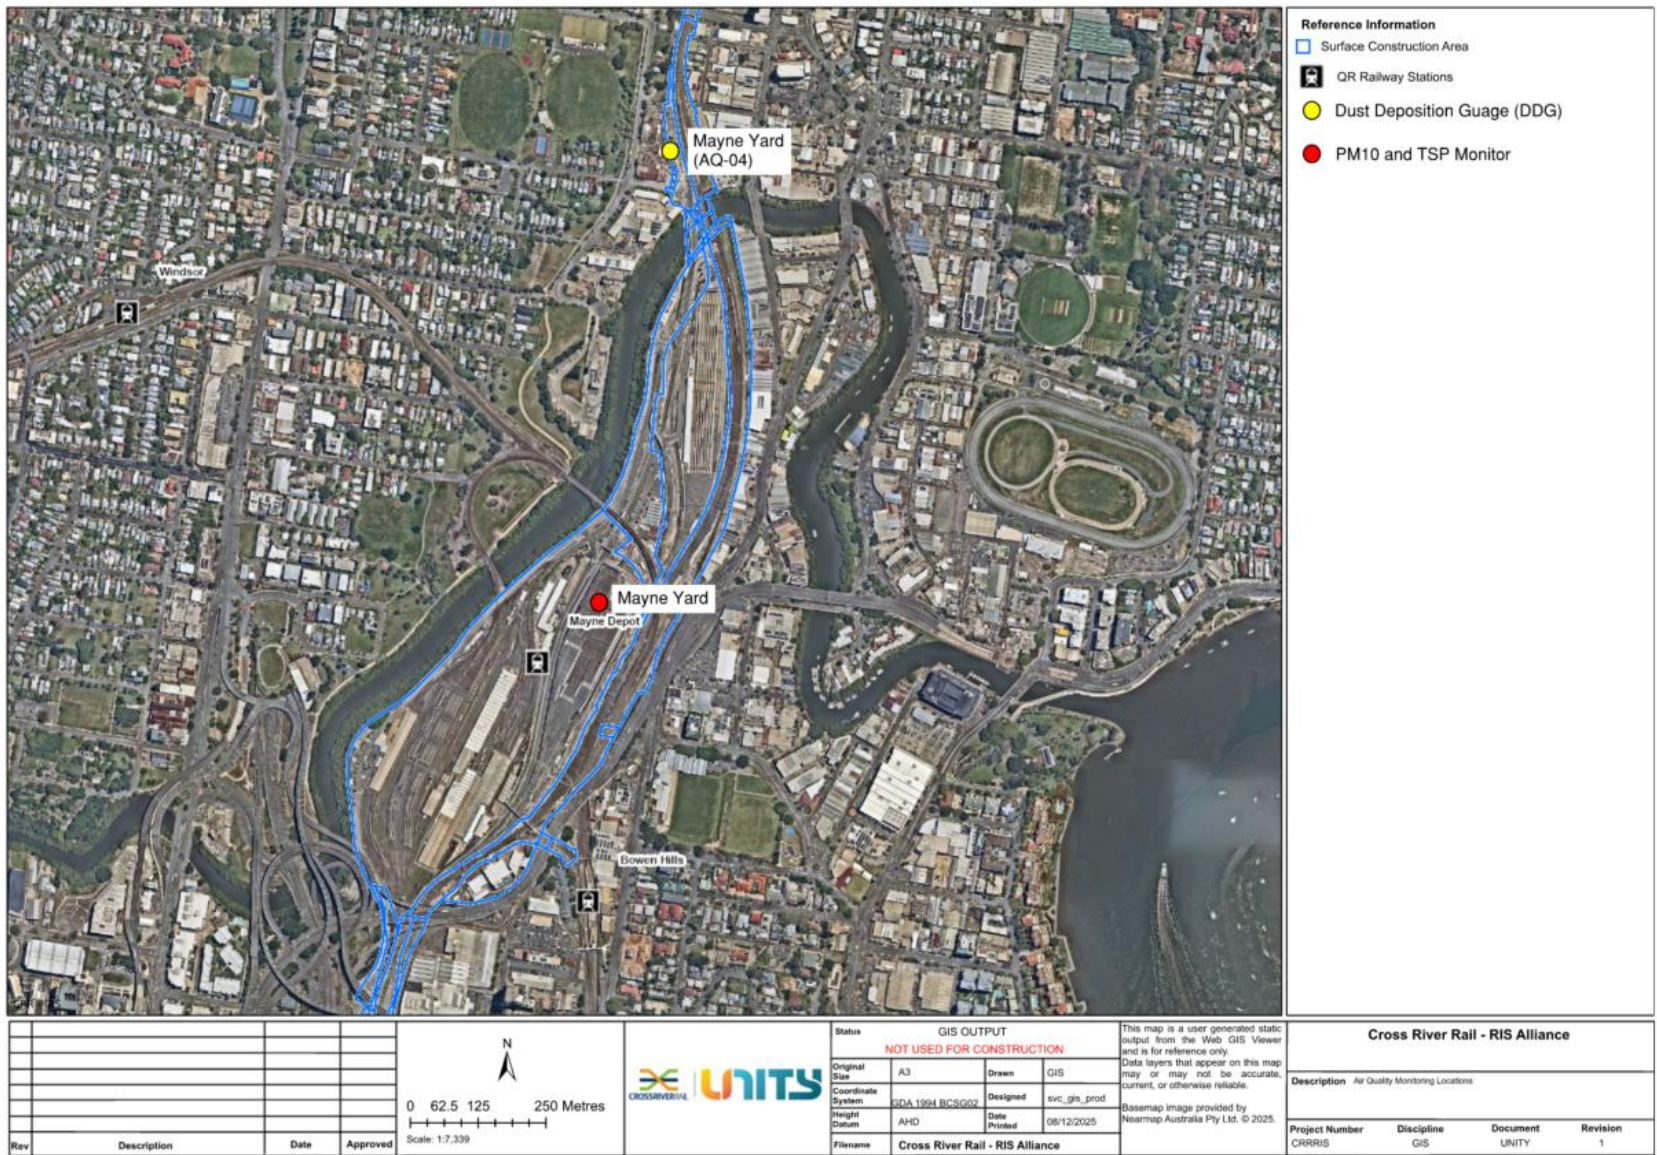 Mayne Yard
(AQ-04)
Windsor
Mayne Yard
Mayne Depot
Bowen Hills
Reference Information
Surface Construction Area
QR Railway Stations
Dust Deposition Guage (DDG)
PM10 and TSP Monitor
Rev Description Date Approved
N
0 62.5 125 250 Metres
Scale: 1:7,339
CROSSRIVERRAIL
UNITY
Status GIS OUTPUT
NOT USED FOR CONSTRUCTION
Original Size A3 Drawn GIS
Coordinate System GDA 1994 BCSG02 Designed svc_gis_prod
Height Datum AHD Date Printed 08/12/2025
Filename Cross River Rail - RIS Alliance
This map is a user generated static
output from the Web GIS Viewer
and is for reference only.
Data layers that appear on this map
may or may not be accurate,
current, or otherwise reliable.
Basemap image provided by
Nearmap Australia Pty Ltd. © 2025.
Cross River Rail - RIS Alliance
Description Air Quality Monitoring Locations
Project Number Discipline Document Revision
CRRRIS GIS UNITY 1